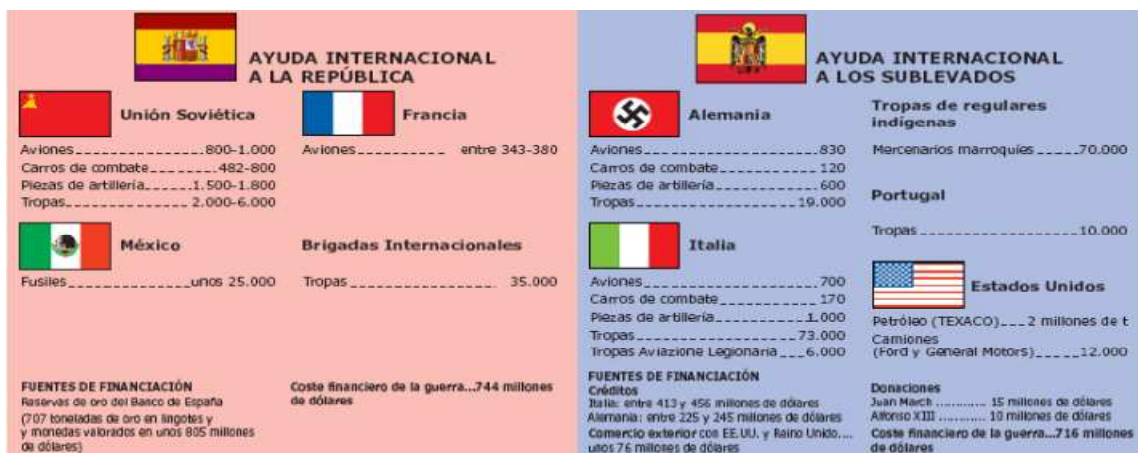 AYUDA INTERNACIONAL
A LA REPÚBLICA
Unión Soviética
Aviones 800-1.000
Carros de combate 482-800
Piezas de artillería 1.500-1.800
Tropas 2.000-6.000
Francia
Aviones entre 343-380
México
Fusiles unos 25.000
Brigadas Internacionales
Tropas 35.000
FUENTES DE FINANCIACIÓN
Reservas de oro del Banco de España
(707 toneladas de oro en lingotes y
y monedas valorados en unos 805 millones
de dólares)
Coste financiero de la guerra...744 millones
de dólares
AYUDA INTERNACIONAL
A LOS SUBLEVADOS
Alemania
Aviones 830
Carros de combate 120
Piezas de artillería 600
Tropas 19.000
Italia
Aviones 700
Carros de combate 170
Piezas de artillería 1.000
Tropas 73.000
Tropas Aviazione Legionaria 6.000
Tropas de regulares
indígenas
Mercenarios marroquíes 70.000
Portugal
Tropas 10.000
Estados Unidos
Petróleo (TEXACO) 2 millones de t
Camiones
(Ford y General Motors) 12.000
FUENTES DE FINANCIACIÓN
Créditos
Italia: entre 413 y 456 millones de dólares
Alemania: entre 225 y 245 millones de dólares
Comercio exterior con EE.UU. y Reino Unido....
unos 76 millones de dólares
Donaciones
Juan March ............ 15 millones de dólares
Alfonso XIII ........... 10 millones de dólares
Coste financiero de la guerra...716 millones
de dólares